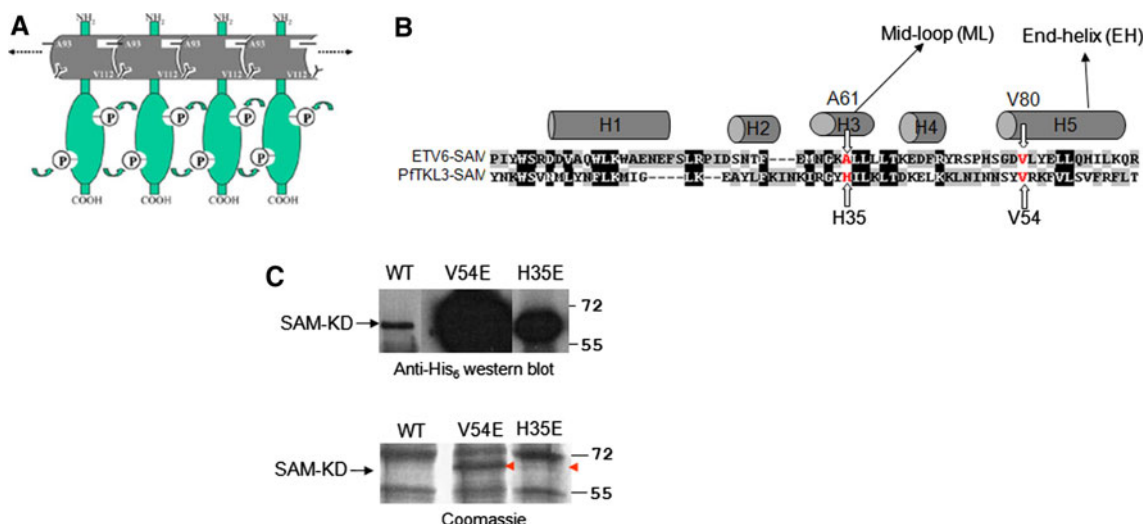 A
NH2 NH2 NH2 NH2
A93 A93 A93 A93
V112 V112 V112 V112
P P P P
P P P P
COOH COOH COOH COOH
B
Mid-loop (ML) End-helix (EH)
A61 V80
H1 H2 H3 H4 H5
ETV6-SAM PIYWSRDDVAQWLKWAENEFSLRPIDSNTF---EMNGKALLLLTKEDFRYRSPHSGDVLYELLQHILKQR
PfTKL3-SAM YNKWSVNMLYNFLKMIG----LK--EAYLFKINKIRGYHILKLTDKELKKLNINNSYVRKFVLSVFRELT
H35 V54
C
WT V54E H35E
SAM-KD 72
55
Anti-His6 western blot
WT V54E H35E
SAM-KD 72
55
Coomassie